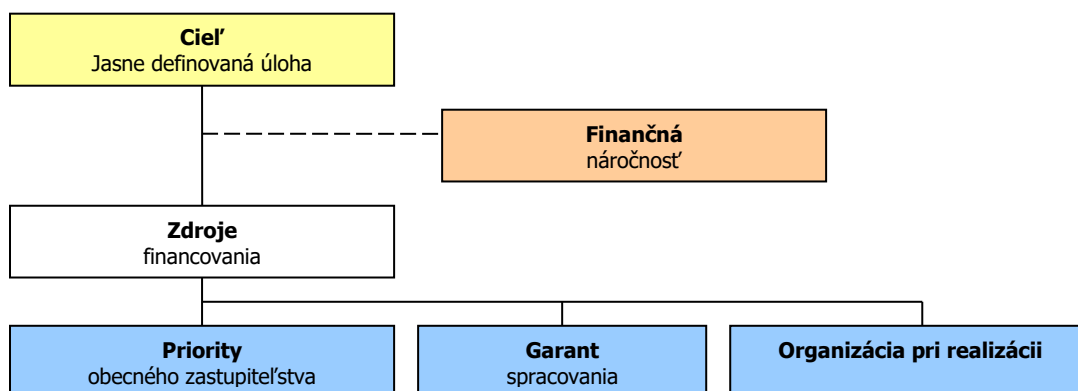 Cieľ
Jasne definovaná úloha
Finančná
náročnosť
Zdroje
financovania
Priority
obecného zastupiteľstva
Garant
spracovania
Organizácia pri realizácii